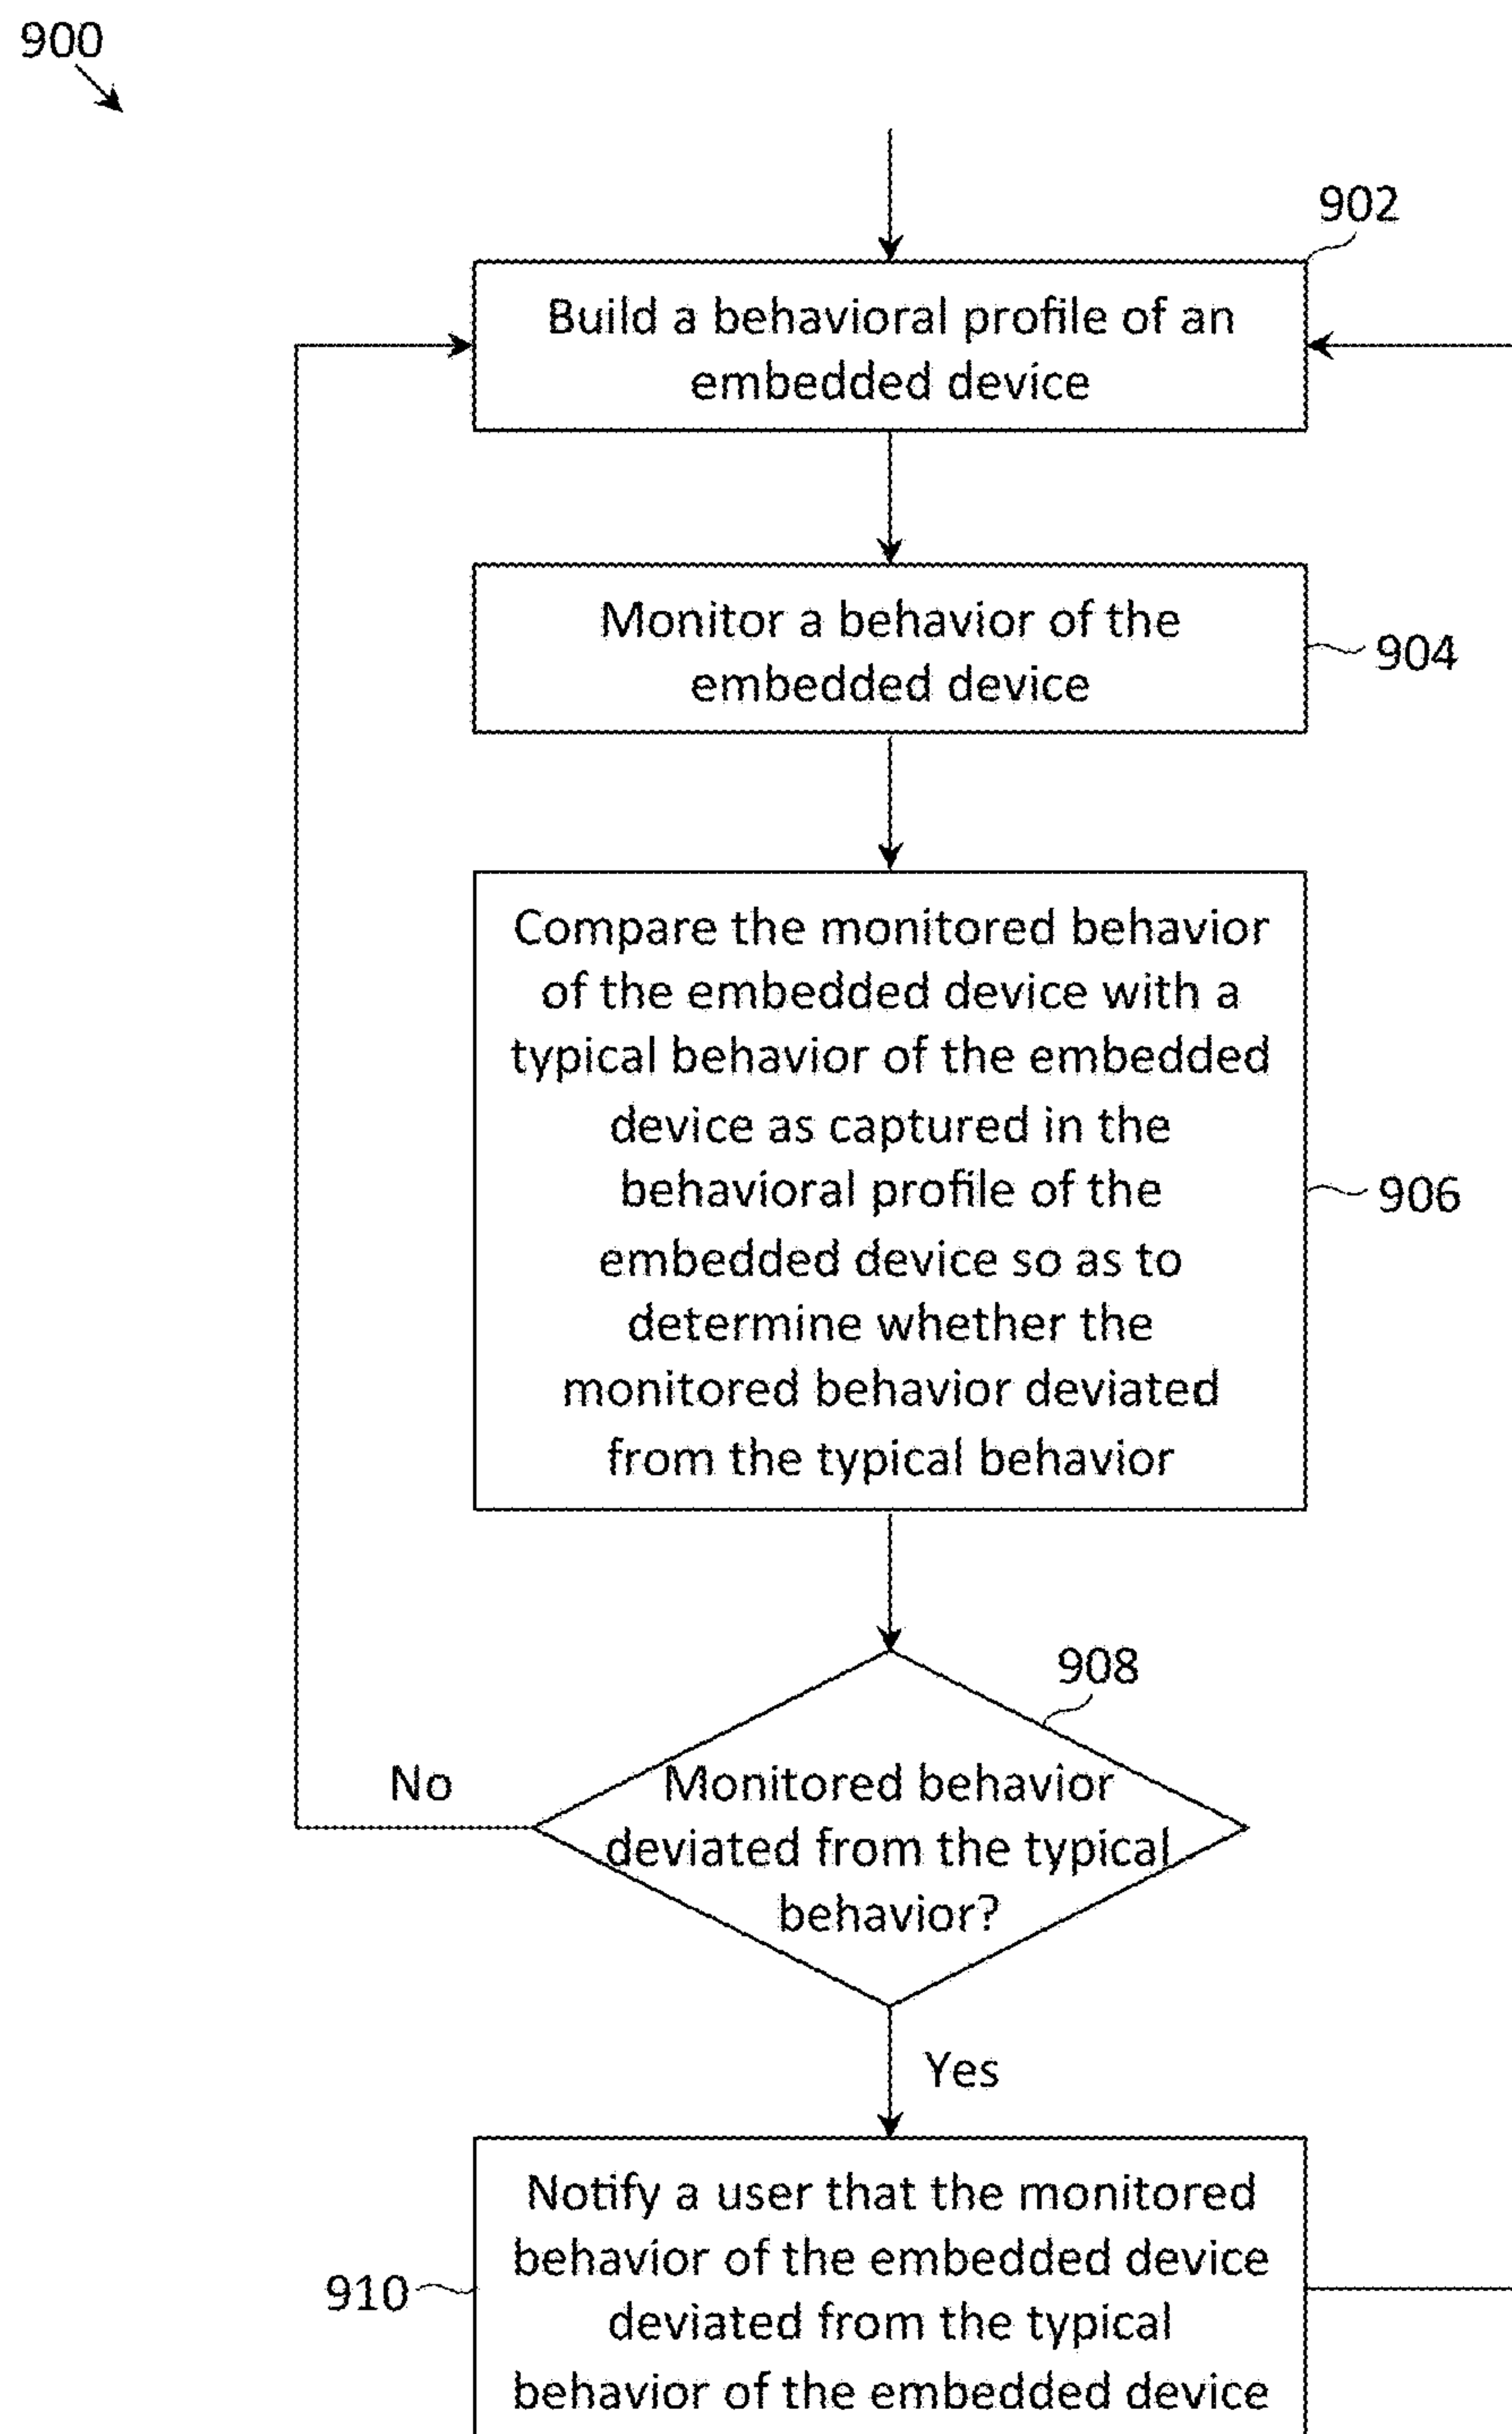 900
902
Build a behavioral profile of an
embedded device
Monitor a behavior of the
embedded device
904
Compare the monitored behavior
of the embedded device with a
typical behavior of the embedded
device as captured in the
behavioral profile of the
embedded device so as to
determine whether the
monitored behavior deviated
from the typical behavior
906
908
Monitored behavior
deviated from the typical
behavior?
No
Yes
Notify a user that the monitored
behavior of the embedded device
deviated from the typical
behavior of the embedded device
910